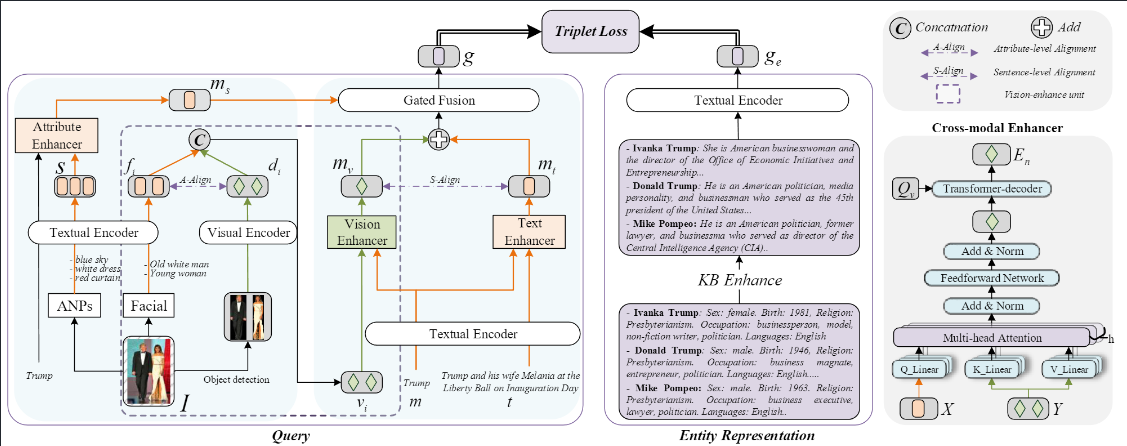 Triplet Loss
g
g_e
C Concatnation
Add
A-Align Attribute-level Alignment
S-Align Sentence-level Alignment
Vision-enhance unit
m_s
Gated Fusion
Textual Encoder
Attribute
Enhancer
C
S
f_i
A-Align
d_i
m_v
S-Align
m_t
Textual Encoder
Visual Encoder
Vision
Enhancer
Text
Enhancer
- blue sky
- white dress
- red curtain
- Old white man
- Young woman
ANPs
Facial
Textual Encoder
Trump
I
Object detection
v_i
Trump
m
Trump and his wife Melania at the
Liberty Ball on Inauguration Day
t
Query
- Ivanka Trump: She is American businesswoman and
the director of the Office of Economic Initiatives and
Entrepreneurship...
- Donald Trump: He is an American politician, media
personality, and businessman who served as the 45th
president of the United States...
- Mike Pompeo: He is an American politician, former
lawyer, and businessma who served as director of the
Central Intelligence Agency (CIA)..
KB Enhance
- Ivanka Trump: Sex: female. Birth: 1981, Religion:
Presbyterianism. Occupation: businessperson, model,
non-fiction writer, politician. Languages: English
- Donald Trump: Sex: male. Birth: 1946, Religion:
Presbyterianism. Occupation: business magnate,
entrepreneur, politician. Languages: English.....
- Mike Pompeo: Sex: male. Birth: 1963. Religion:
Presbyterianism. Occupation: business executive,
lawyer, politician. Languages: English..
Entity Representation
Cross-modal Enhancer
E_n
Q_v
Transformer-decoder
Add & Norm
Feedforward Network
Add & Norm
Multi-head Attention
h
Q_Linear
K_Linear
V_Linear
X
Y